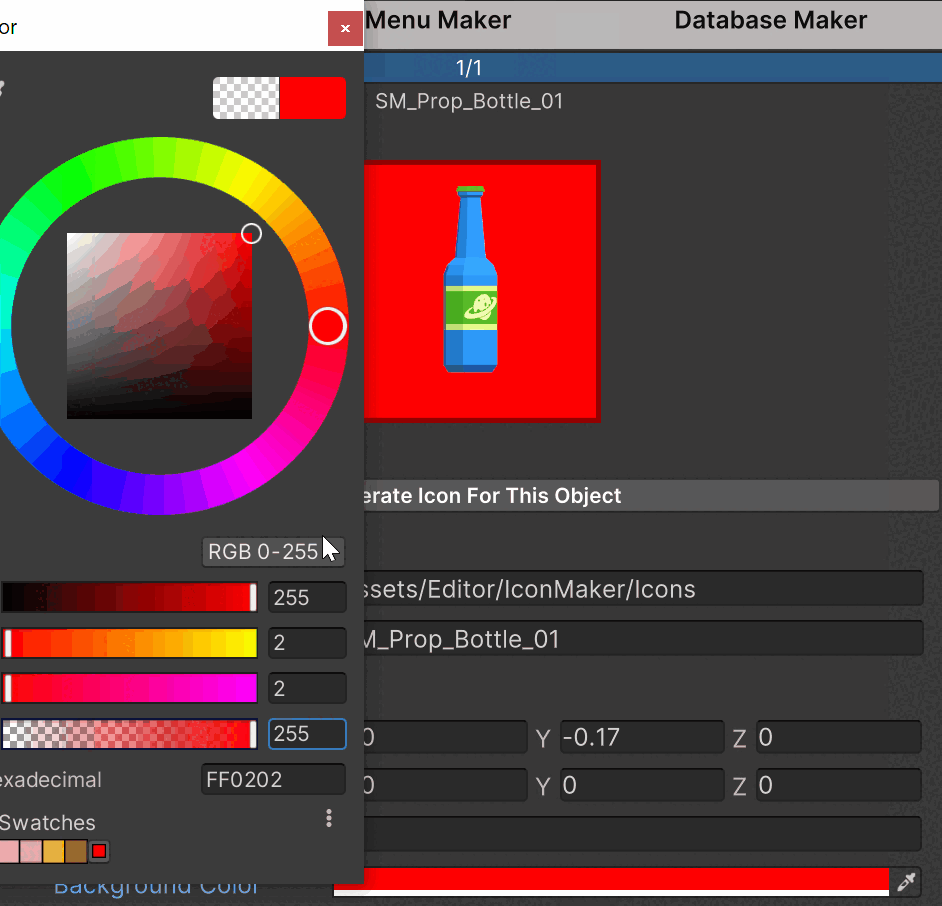 or
×
Menu Maker
Database Maker
1/1
SM_Prop_Bottle_01
erate Icon For This Object
RGB 0-255
255
ssets/Editor/IconMaker/Icons
2
M_Prop_Bottle_01
2
255
0 Y -0.17 Z 0
exadecimal FF0202
0 Y 0 Z 0
Swatches
Background Color